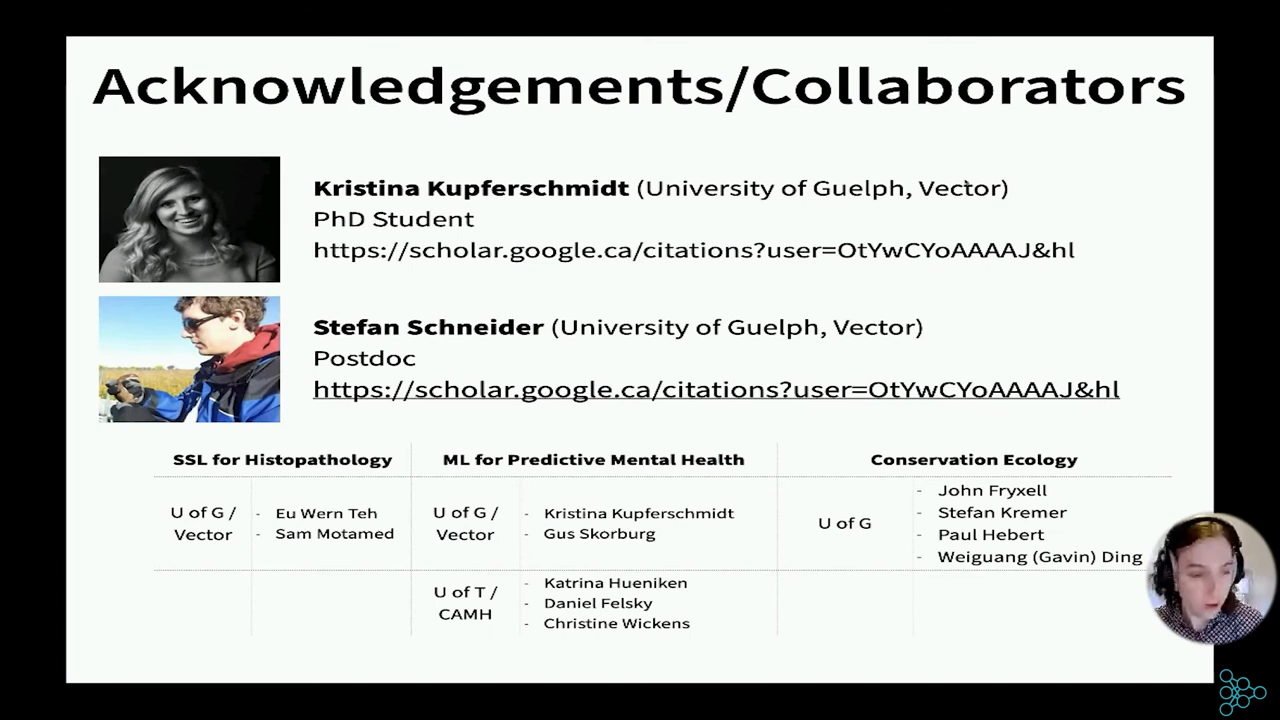 Acknowledgements/Collaborators
Kristina Kupferschmidt (University of Guelph, Vector)
PhD Student
https://scholar.google.ca/citations?user=OtYwCYoAAAAJ&hl
Stefan Schneider (University of Guelph, Vector)
Postdoc
https://scholar.google.ca/citations?user=OtYwCYoAAAAJ&hl
SSL for Histopathology
U of G /
Vector
- Eu Wern Teh
- Sam Motamed
ML for Predictive Mental Health
U of G /
Vector
- Kristina Kupferschmidt
- Gus Skorburg
U of T /
CAMH
- Katrina Hueniken
- Daniel Felsky
- Christine Wickens
Conservation Ecology
U of G
- John Fryxell
- Stefan Kremer
- Paul Hebert
- Weiguang (Gavin) Ding